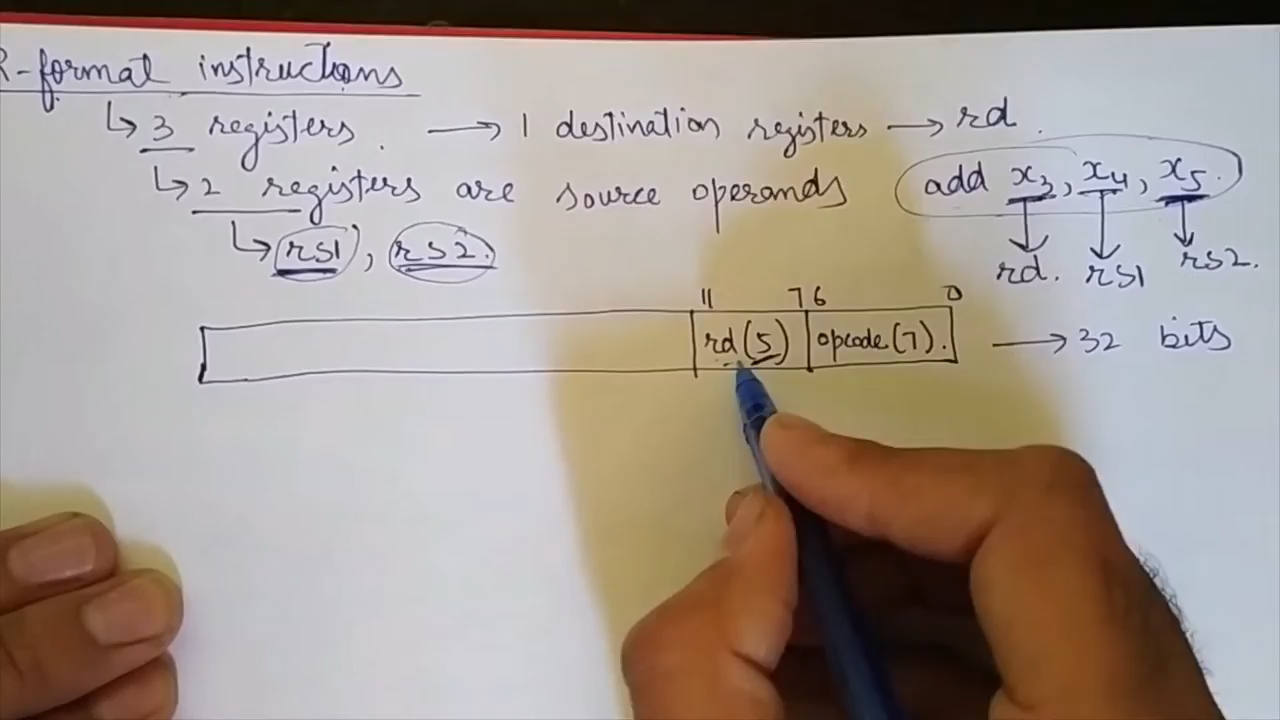 R-format instructions
↳ 3 registers. → 1 destination registers → rd.
↳ 2 registers are source operands
add x3, x4, x5.
↳ rs1, rs2.
rd. rs1 rs2.
11 7 6 0
rd(5) opcode(7). → 32 bits